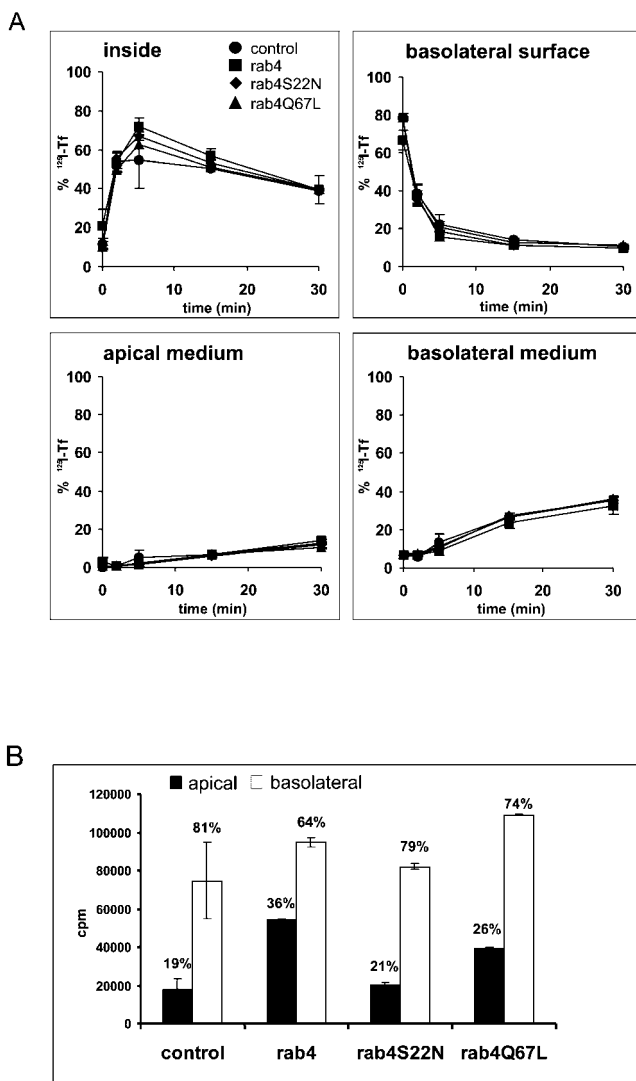 A
inside
control
rab4
rab4S22N
rab4Q67L
% ¹²⁵I-Tf
100
80
60
40
20
0
0 10 20 30
time (min)
basolateral surface
% ¹²⁵I-Tf
100
80
60
40
20
0
0 10 20 30
time (min)
apical medium
% ¹²⁵I-Tf
100
80
60
40
20
0
0 10 20 30
time (min)
basolateral medium
% ¹²⁵I-Tf
100
80
60
40
20
0
0 10 20 30
time (min)
B
apical basolateral
cpm
120000
100000
80000
60000
40000
20000
0
19% 81%
36% 64%
21% 79%
26% 74%
control rab4 rab4S22N rab4Q67L